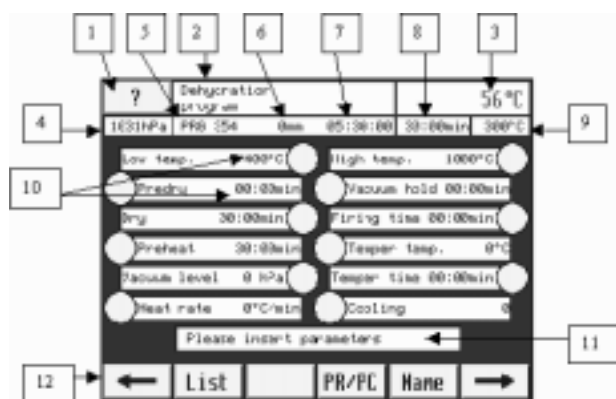 1 5 2 6 7 8 3
? Dehycration 56°C
program
4 1031hPa PRG 354 0mm 05:30:00 30:00min 300°C 9
Low temp. 400°C High temp. 1000°C
10 Predry 00:00min Vacuum hold 00:00min
Dry 30:00min Firing time 00:00min
Preheat 30:00min Temper temp. 0°C
Vacuum level 0 hPa Temper time 00:00min
Heat rate 0°C/min Cooling 0
Please insert parameters 11
12 List PR/PC Name